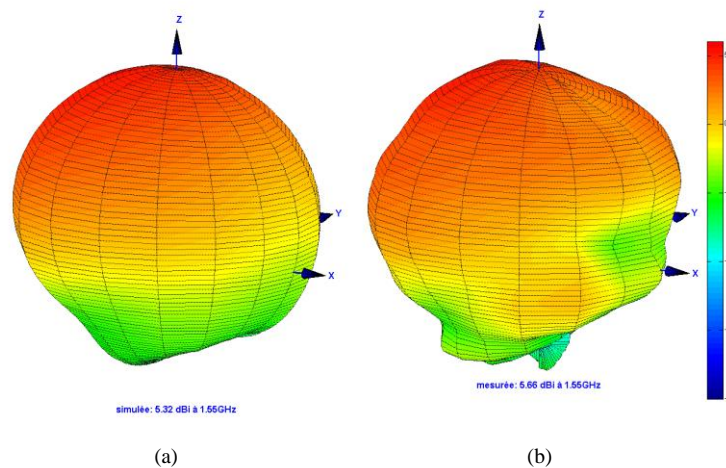 Z
Z
Y
X
Y
X
simulée: 5.32 dBi à 1.55GHz
mesurée: 5.66 dBi à 1.55GHz
(a)
(b)